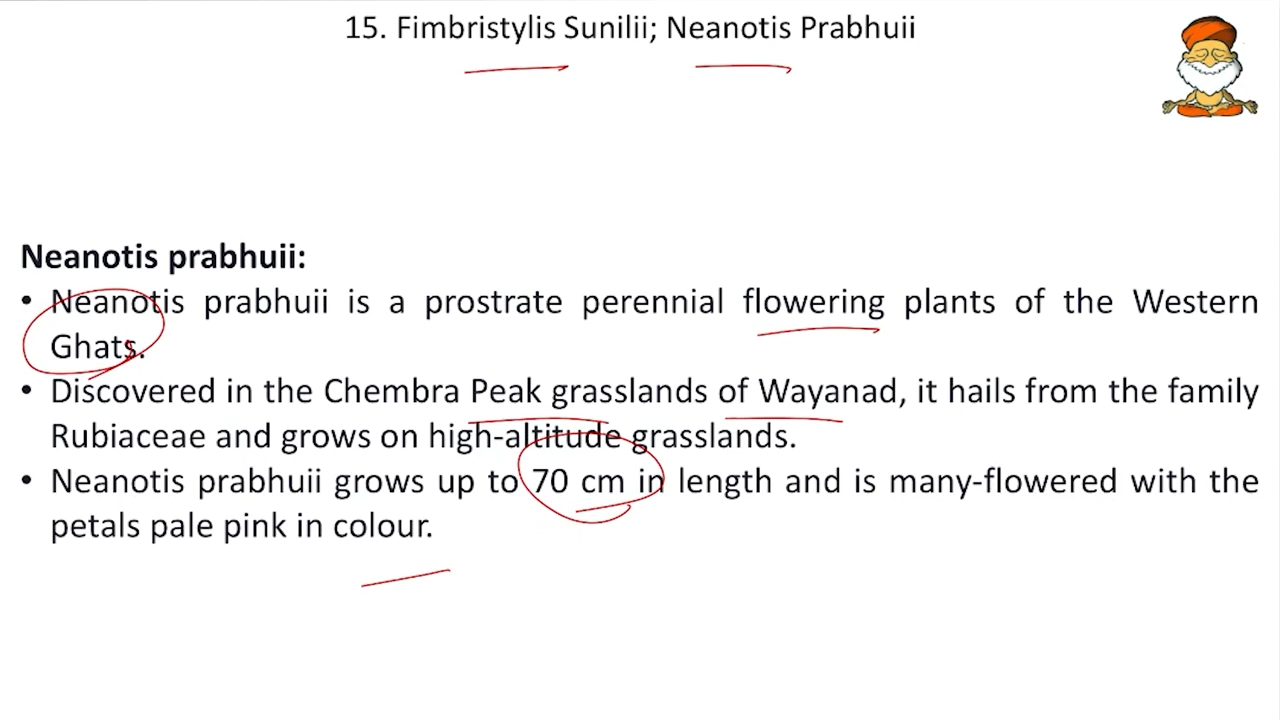 15. Fimbristylis Sunilii; Neanotis Prabhuii
Neanotis prabhuii:
• Neanotis prabhuii is a prostrate perennial flowering plants of the Western
Ghats.
• Discovered in the Chembra Peak grasslands of Wayanad, it hails from the family
Rubiaceae and grows on high-altitude grasslands.
• Neanotis prabhuii grows up to 70 cm in length and is many-flowered with the
petals pale pink in colour.